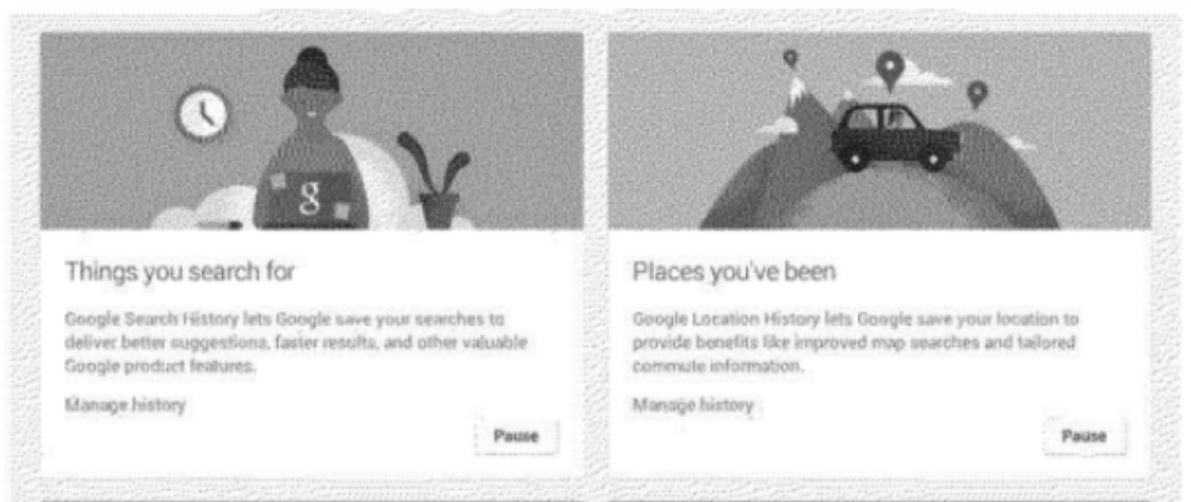 g
Things you search for
Google Search History lets Google save your searches to
deliver better suggestions, faster results, and other valuable
Google product features.
Manage history
Pause
Places you've been
Google Location History lets Google save your location to
provide benefits like improved map searches and tailored
commute information.
Manage history
Pause